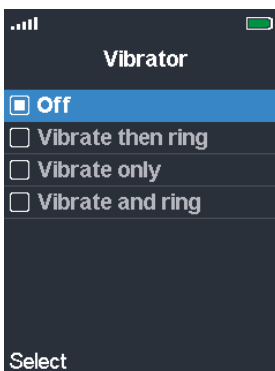 Vibrator
Off
Vibrate then ring
Vibrate only
Vibrate and ring
Select